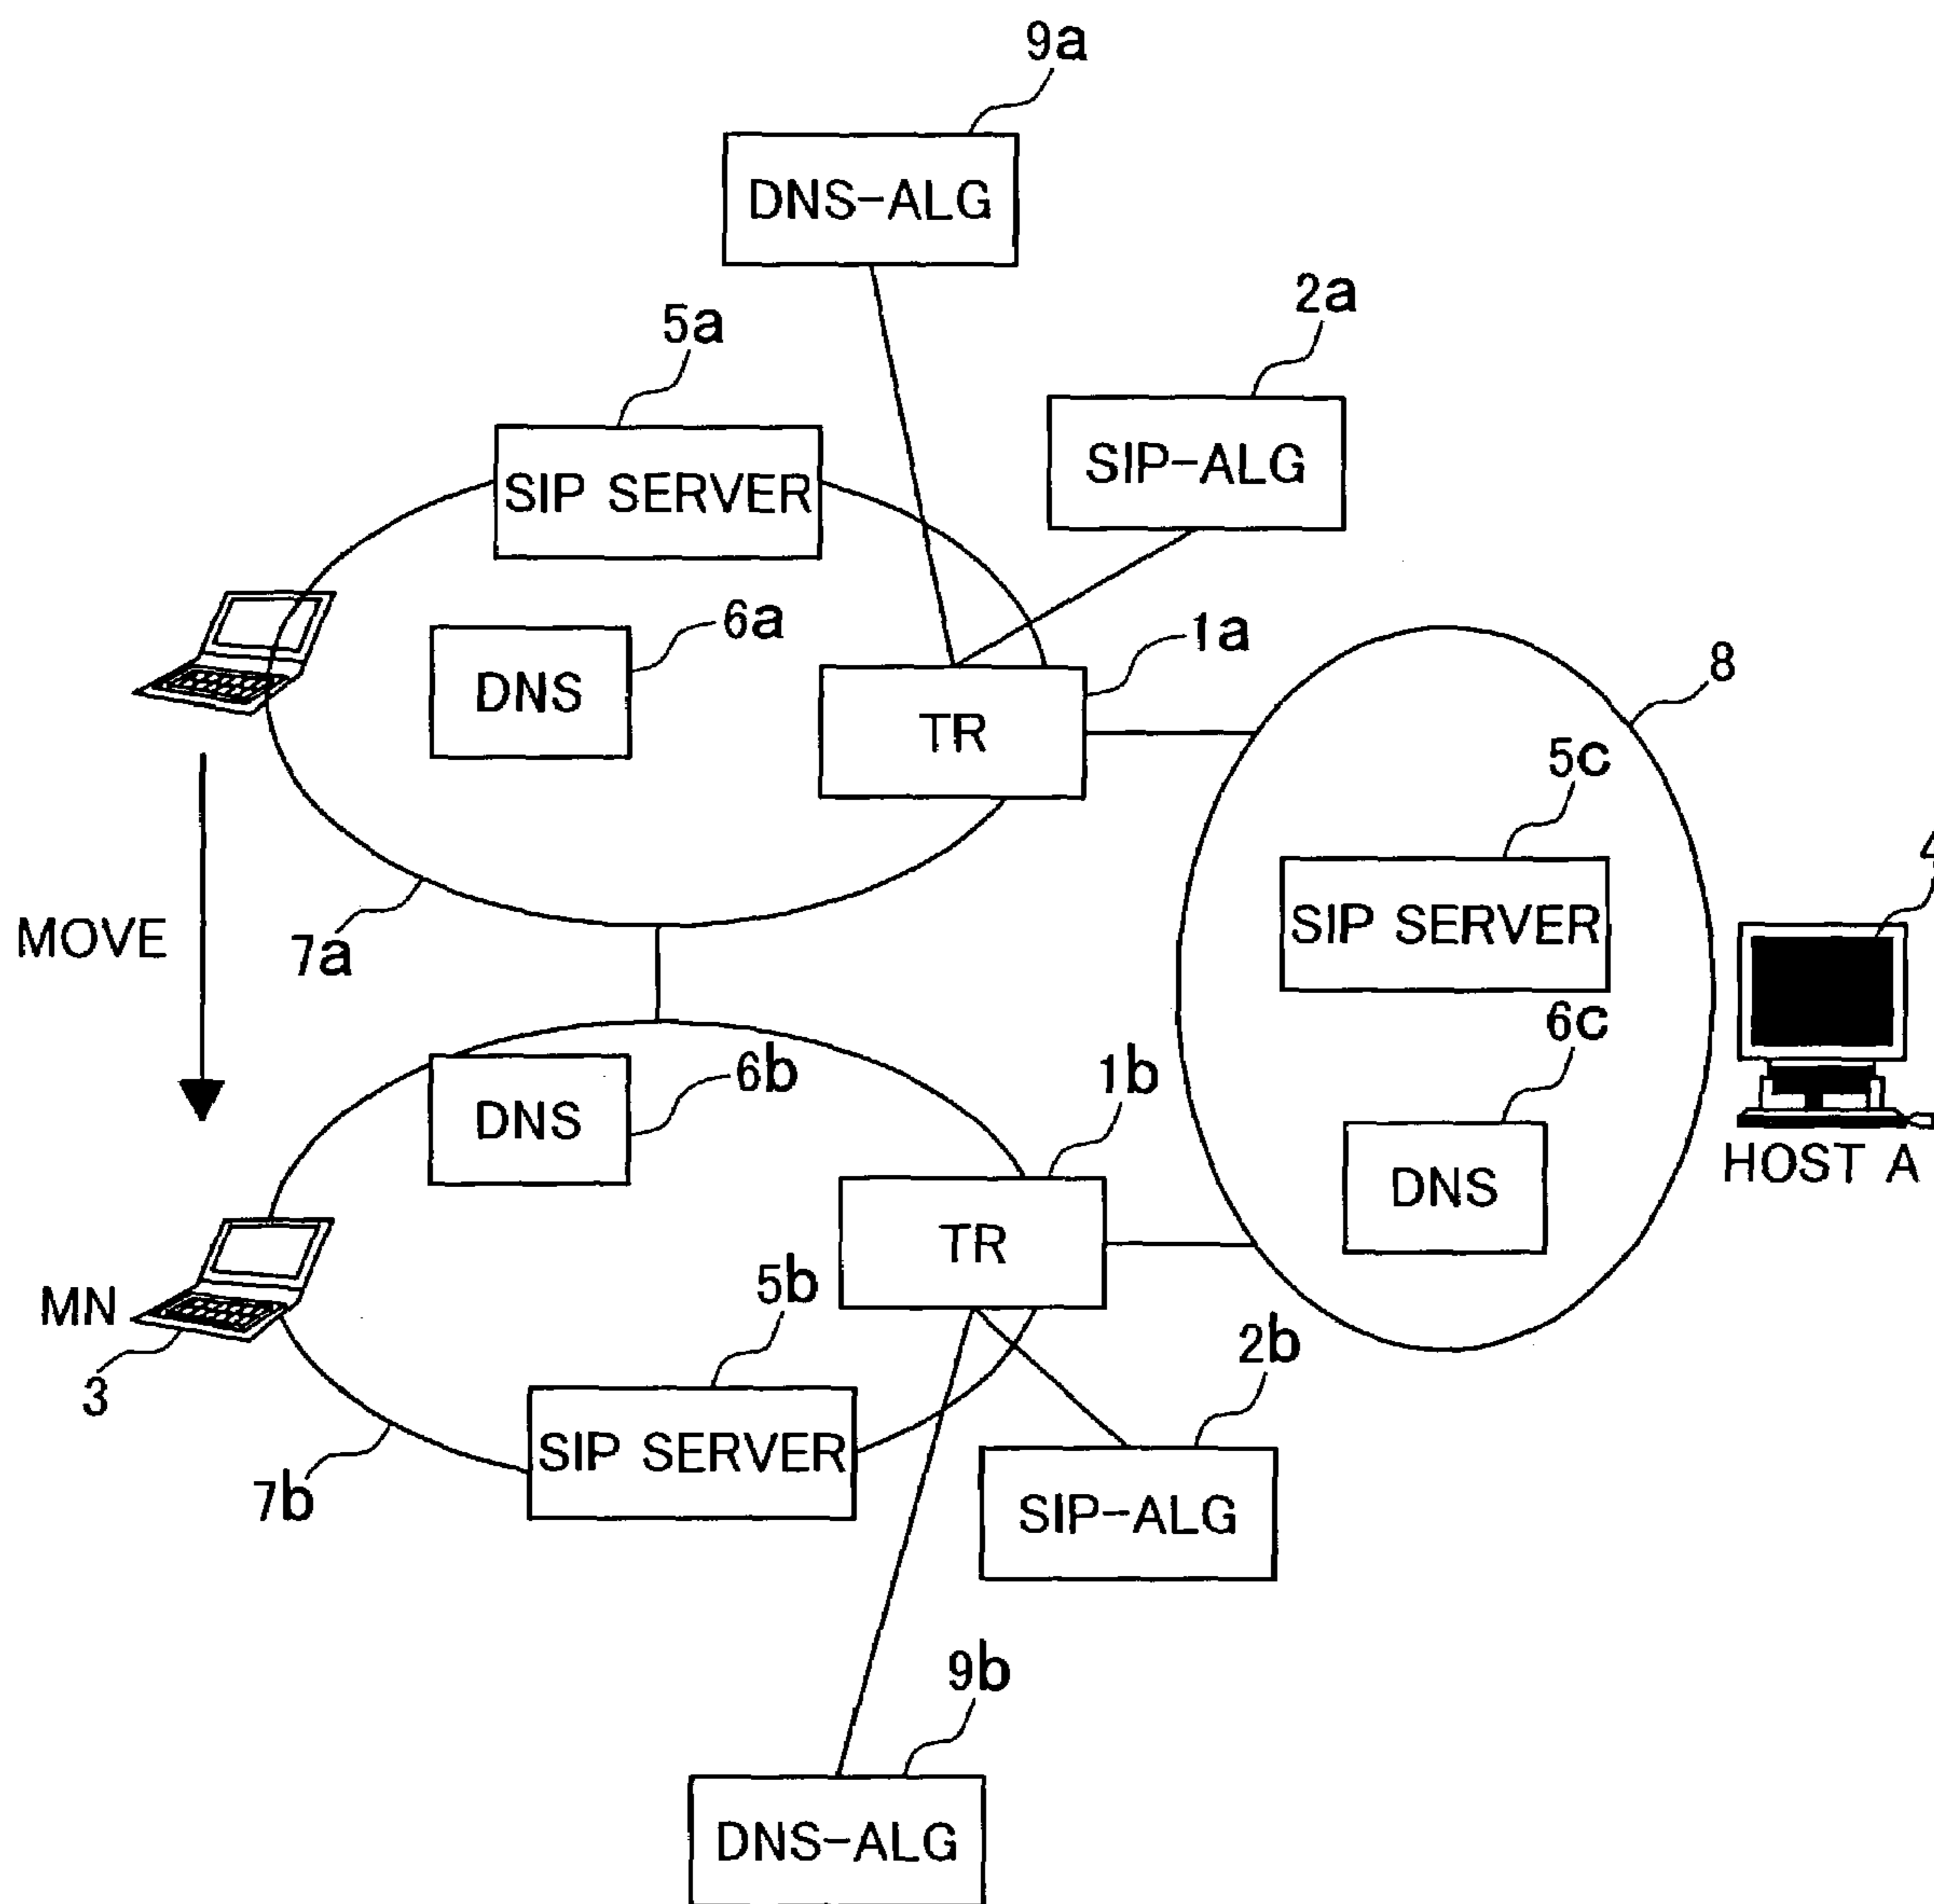 9a
DNS-ALG
2a
5a
SIP-ALG
SIP SERVER
6a
1a
DNS
TR
8
5c
4
SIP SERVER
MOVE
7a
6c
6b
1b
DNS
DNS
HOST A
TR
5b
MN
2b
3
SIP SERVER
7b
SIP-ALG
9b
DNS-ALG